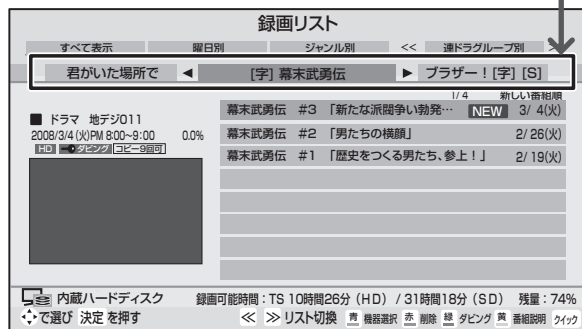 録画リスト
すべて表示 曜日別 ジャンル別 << 連ドラグループ別 >>
君がいた場所で ◀ [字] 幕末武勇伝 ▶ ブラザー！[字] [S]
1/ 4 新しい番組順
■ ドラマ 地デジ011
2008/3/4 (火)PM 8:00~9:00 0.0%
HD ダビング コピー9回可
幕末武勇伝 #3 「新たな派閥争い勃発… NEW 3/ 4(火)
幕末武勇伝 #2 「男たちの横顔」 2/ 26(火)
幕末武勇伝 #1 「歴史をつくる男たち、参上！」 2/ 19(火)
内蔵ハードディスク 録画可能時間：TS 10時間26分（HD）/ 31時間18分（SD） 残量：74%
で選び 決定 を押す ≪ ≫ リスト切換 青 機器選択 赤 削除 緑 ダビング 黄 番組説明 クイック